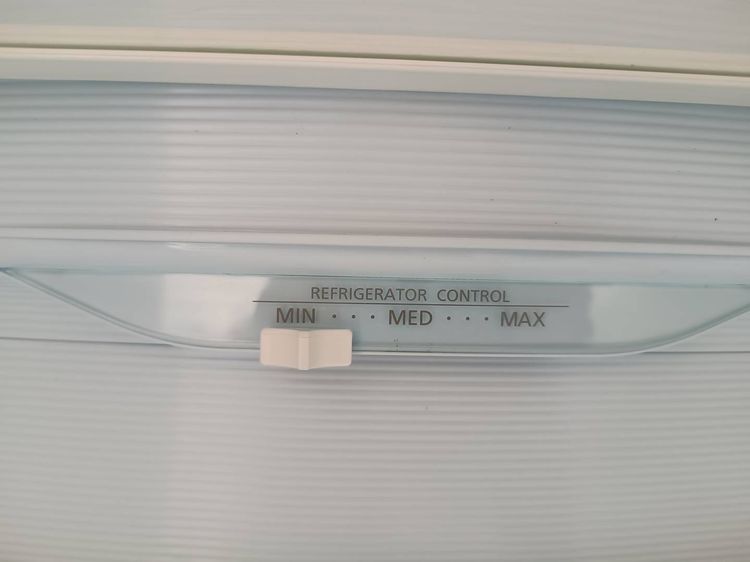 REFRIGERATOR CONTROL
MIN · · · MED · · · MAX